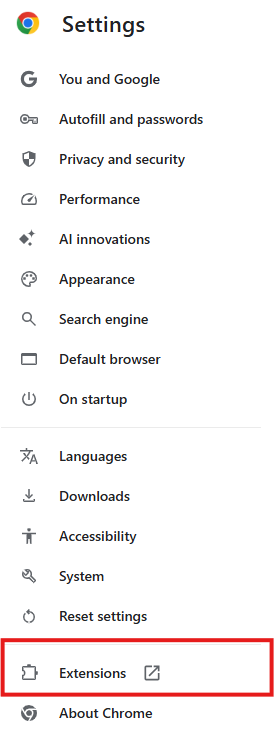 Settings
You and Google
Autofill and passwords
Privacy and security
Performance
AI innovations
Appearance
Search engine
Default browser
On startup
Languages
Downloads
Accessibility
System
Reset settings
Extensions
About Chrome